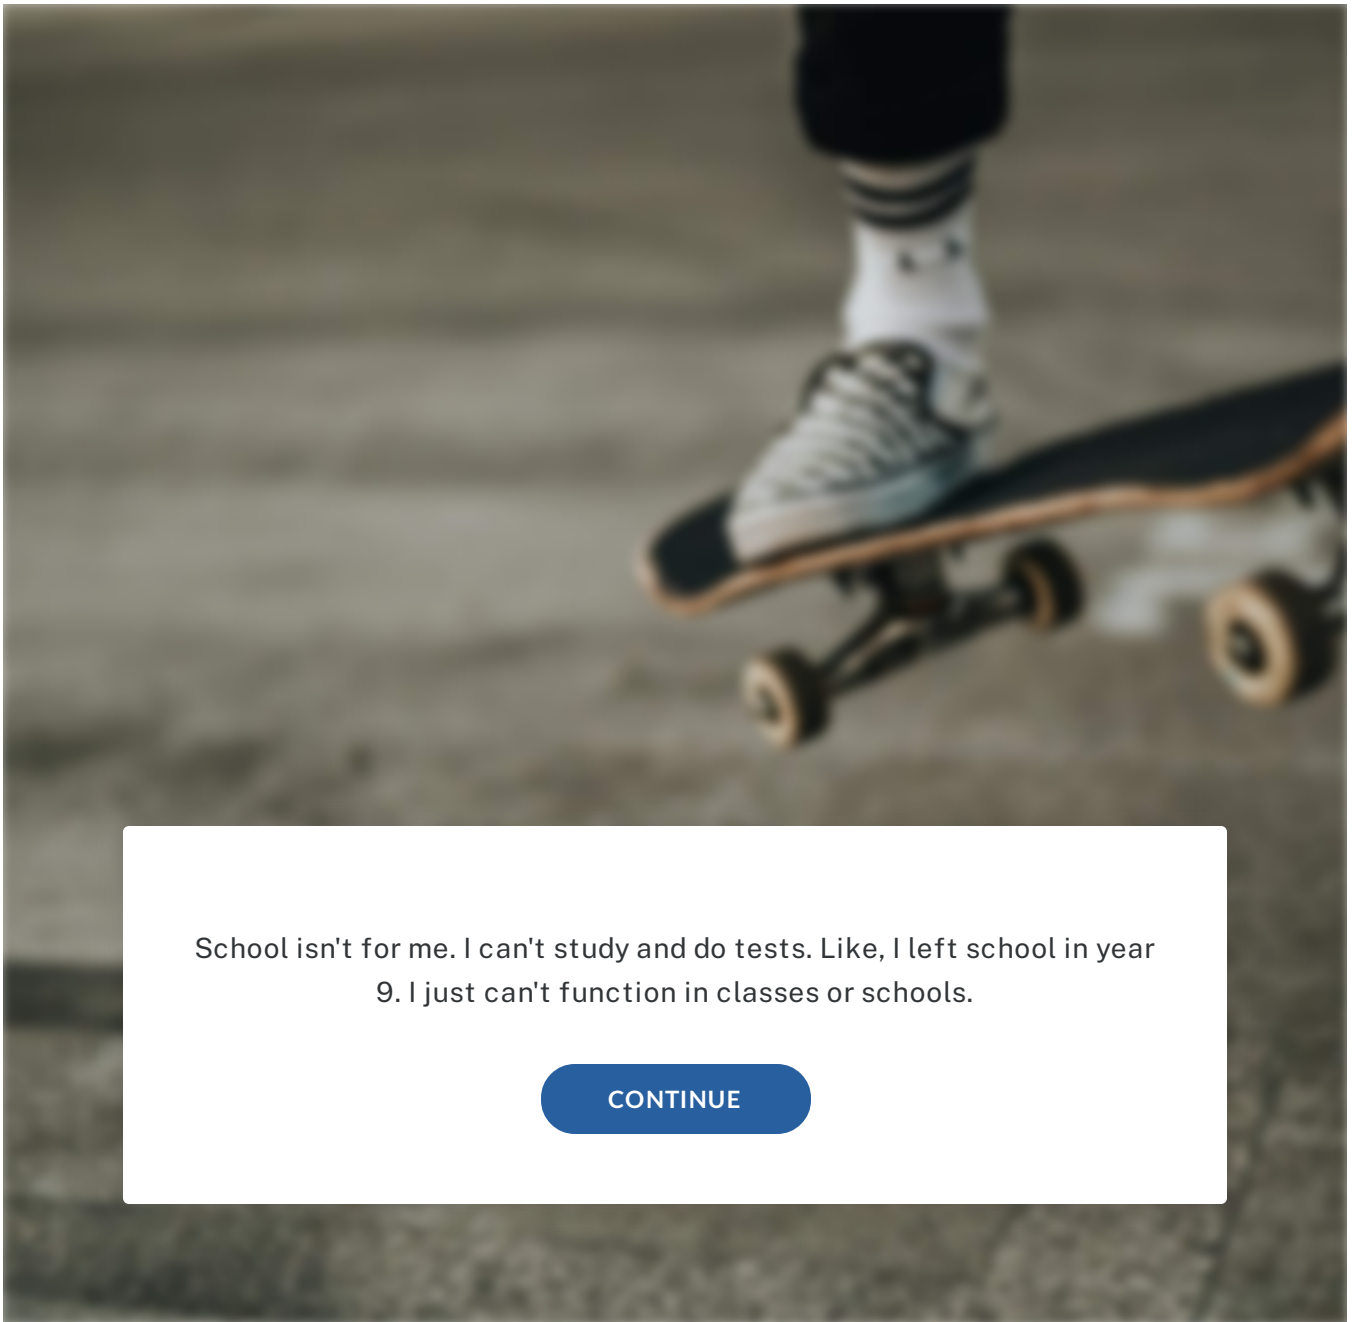 School isn't for me. I can't study and do tests. Like, I left school in year
9. I just can't function in classes or schools.
CONTINUE